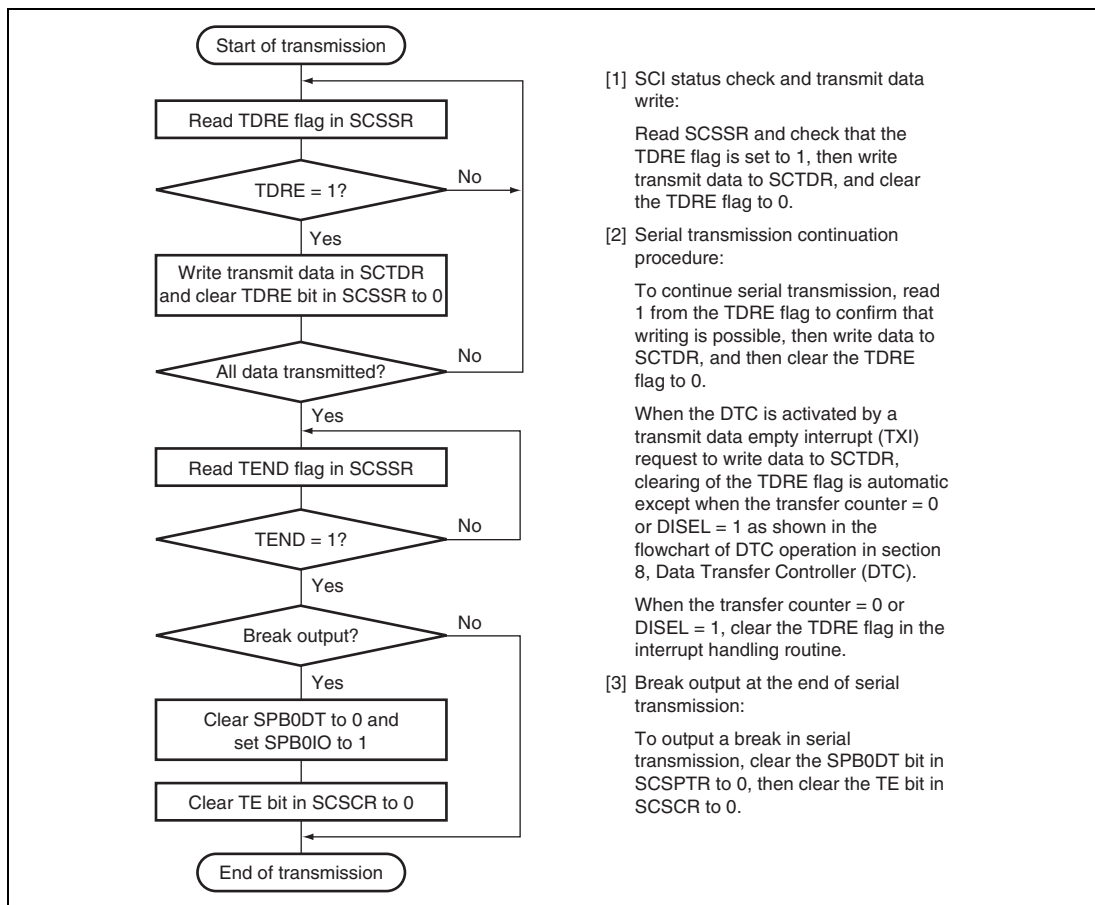 Start of transmission
Read TDRE flag in SCSSR
TDRE = 1?
No
Yes
Write transmit data in SCTDR
and clear TDRE bit in SCSSR to 0
All data transmitted?
No
Yes
Read TEND flag in SCSSR
TEND = 1?
No
Yes
Break output?
No
Yes
Clear SPB0DT to 0 and
set SPB0IO to 1
Clear TE bit in SCSCR to 0
End of transmission
[1] SCI status check and transmit data
write:
Read SCSSR and check that the
TDRE flag is set to 1, then write
transmit data to SCTDR, and clear
the TDRE flag to 0.
[2] Serial transmission continuation
procedure:
To continue serial transmission, read
1 from the TDRE flag to confirm that
writing is possible, then write data to
SCTDR, and then clear the TDRE
flag to 0.
When the DTC is activated by a
transmit data empty interrupt (TXI)
request to write data to SCTDR,
clearing of the TDRE flag is automatic
except when the transfer counter = 0
or DISEL = 1 as shown in the
flowchart of DTC operation in section
8, Data Transfer Controller (DTC).
When the transfer counter = 0 or
DISEL = 1, clear the TDRE flag in the
interrupt handling routine.
[3] Break output at the end of serial
transmission:
To output a break in serial
transmission, clear the SPB0DT bit in
SCSPTR to 0, then clear the TE bit in
SCSCR to 0.